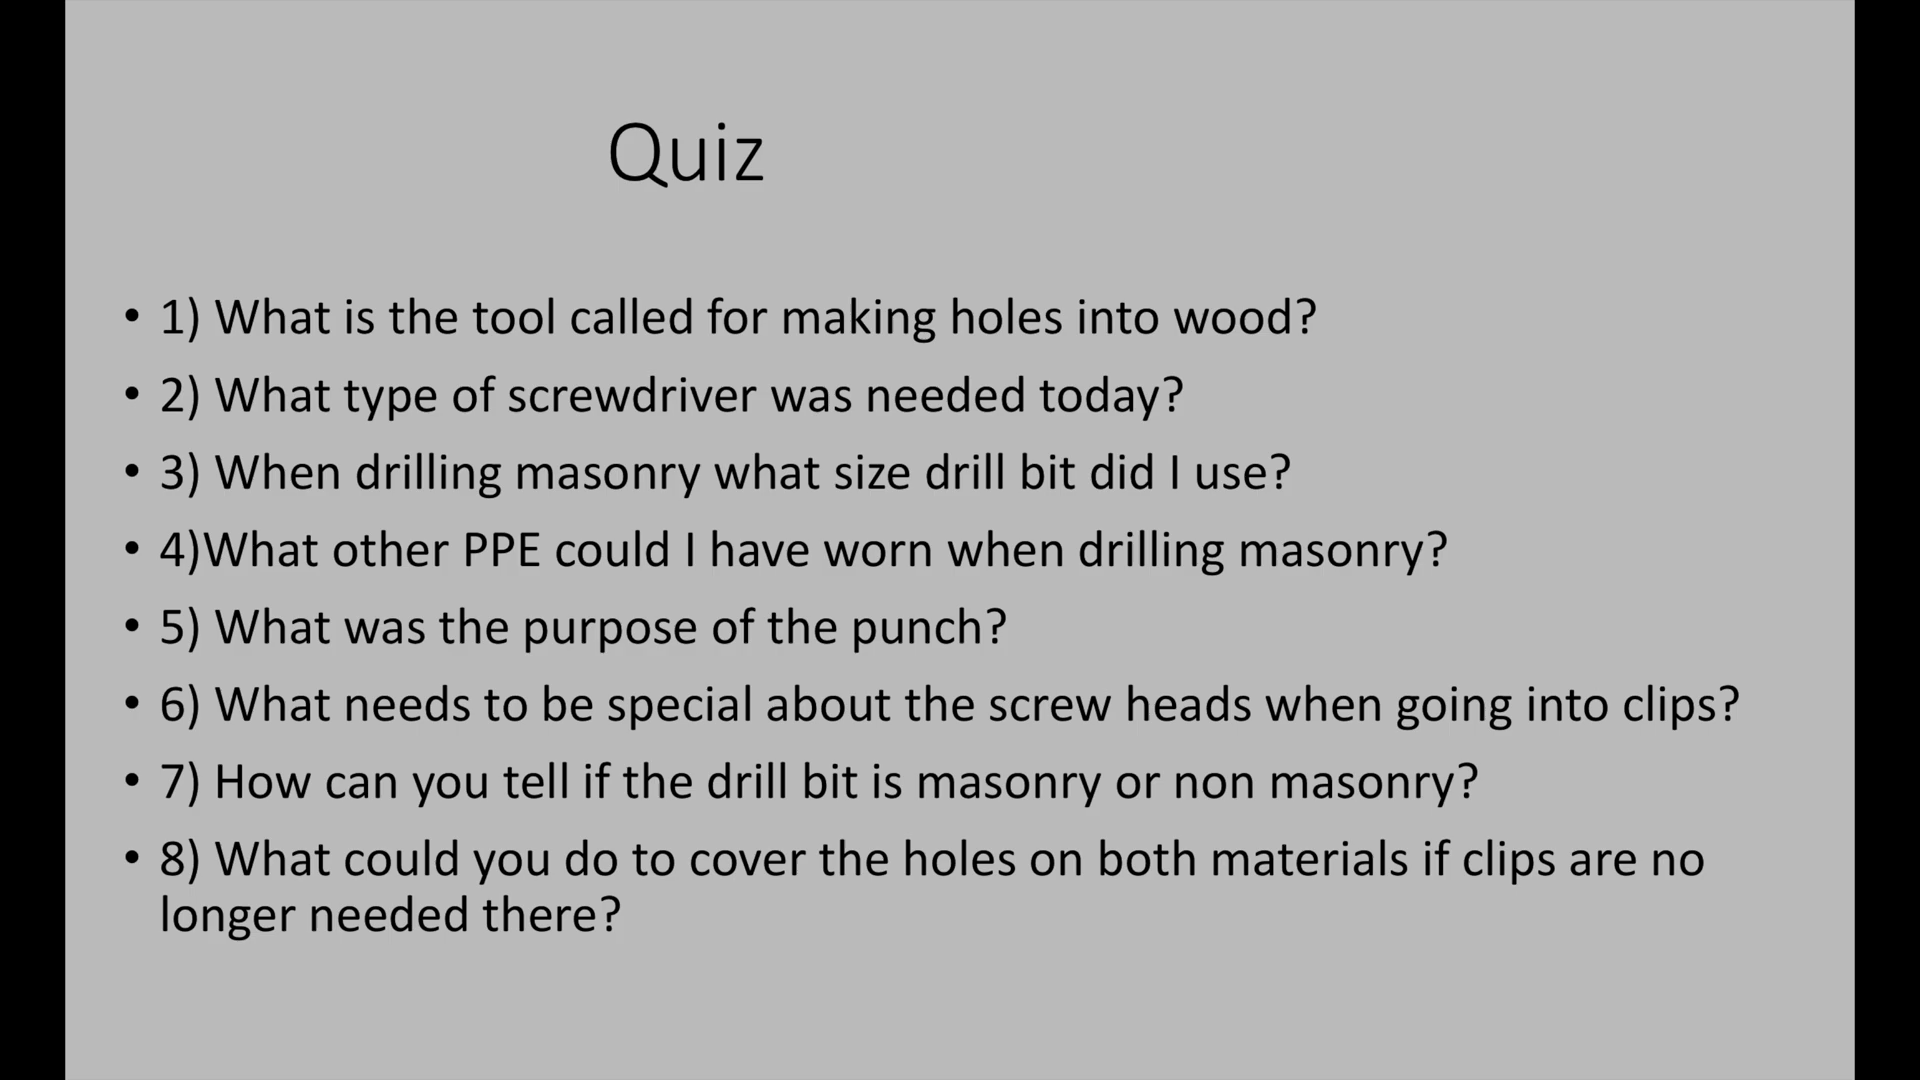 Quiz
• 1) What is the tool called for making holes into wood?
• 2) What type of screwdriver was needed today?
• 3) When drilling masonry what size drill bit did I use?
• 4)What other PPE could I have worn when drilling masonry?
• 5) What was the purpose of the punch?
• 6) What needs to be special about the screw heads when going into clips?
• 7) How can you tell if the drill bit is masonry or non masonry?
• 8) What could you do to cover the holes on both materials if clips are no
longer needed there?